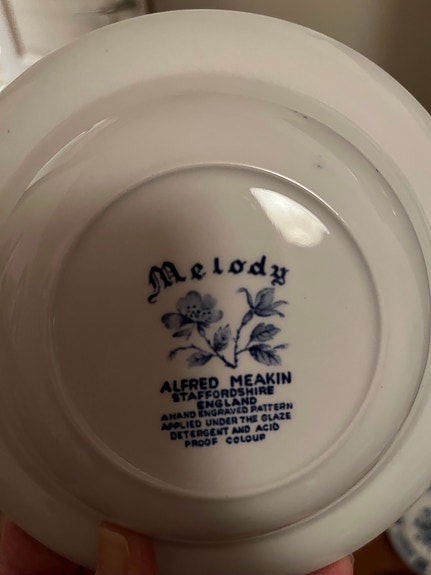 Melody
ALFRED MEAKIN
STAFFORDSHIRE
ENGLAND
A HAND ENGRAVED PATTERN
APPLIED UNDER THE GLAZE
DETERGENT AND ACID
PROOF COLOUR